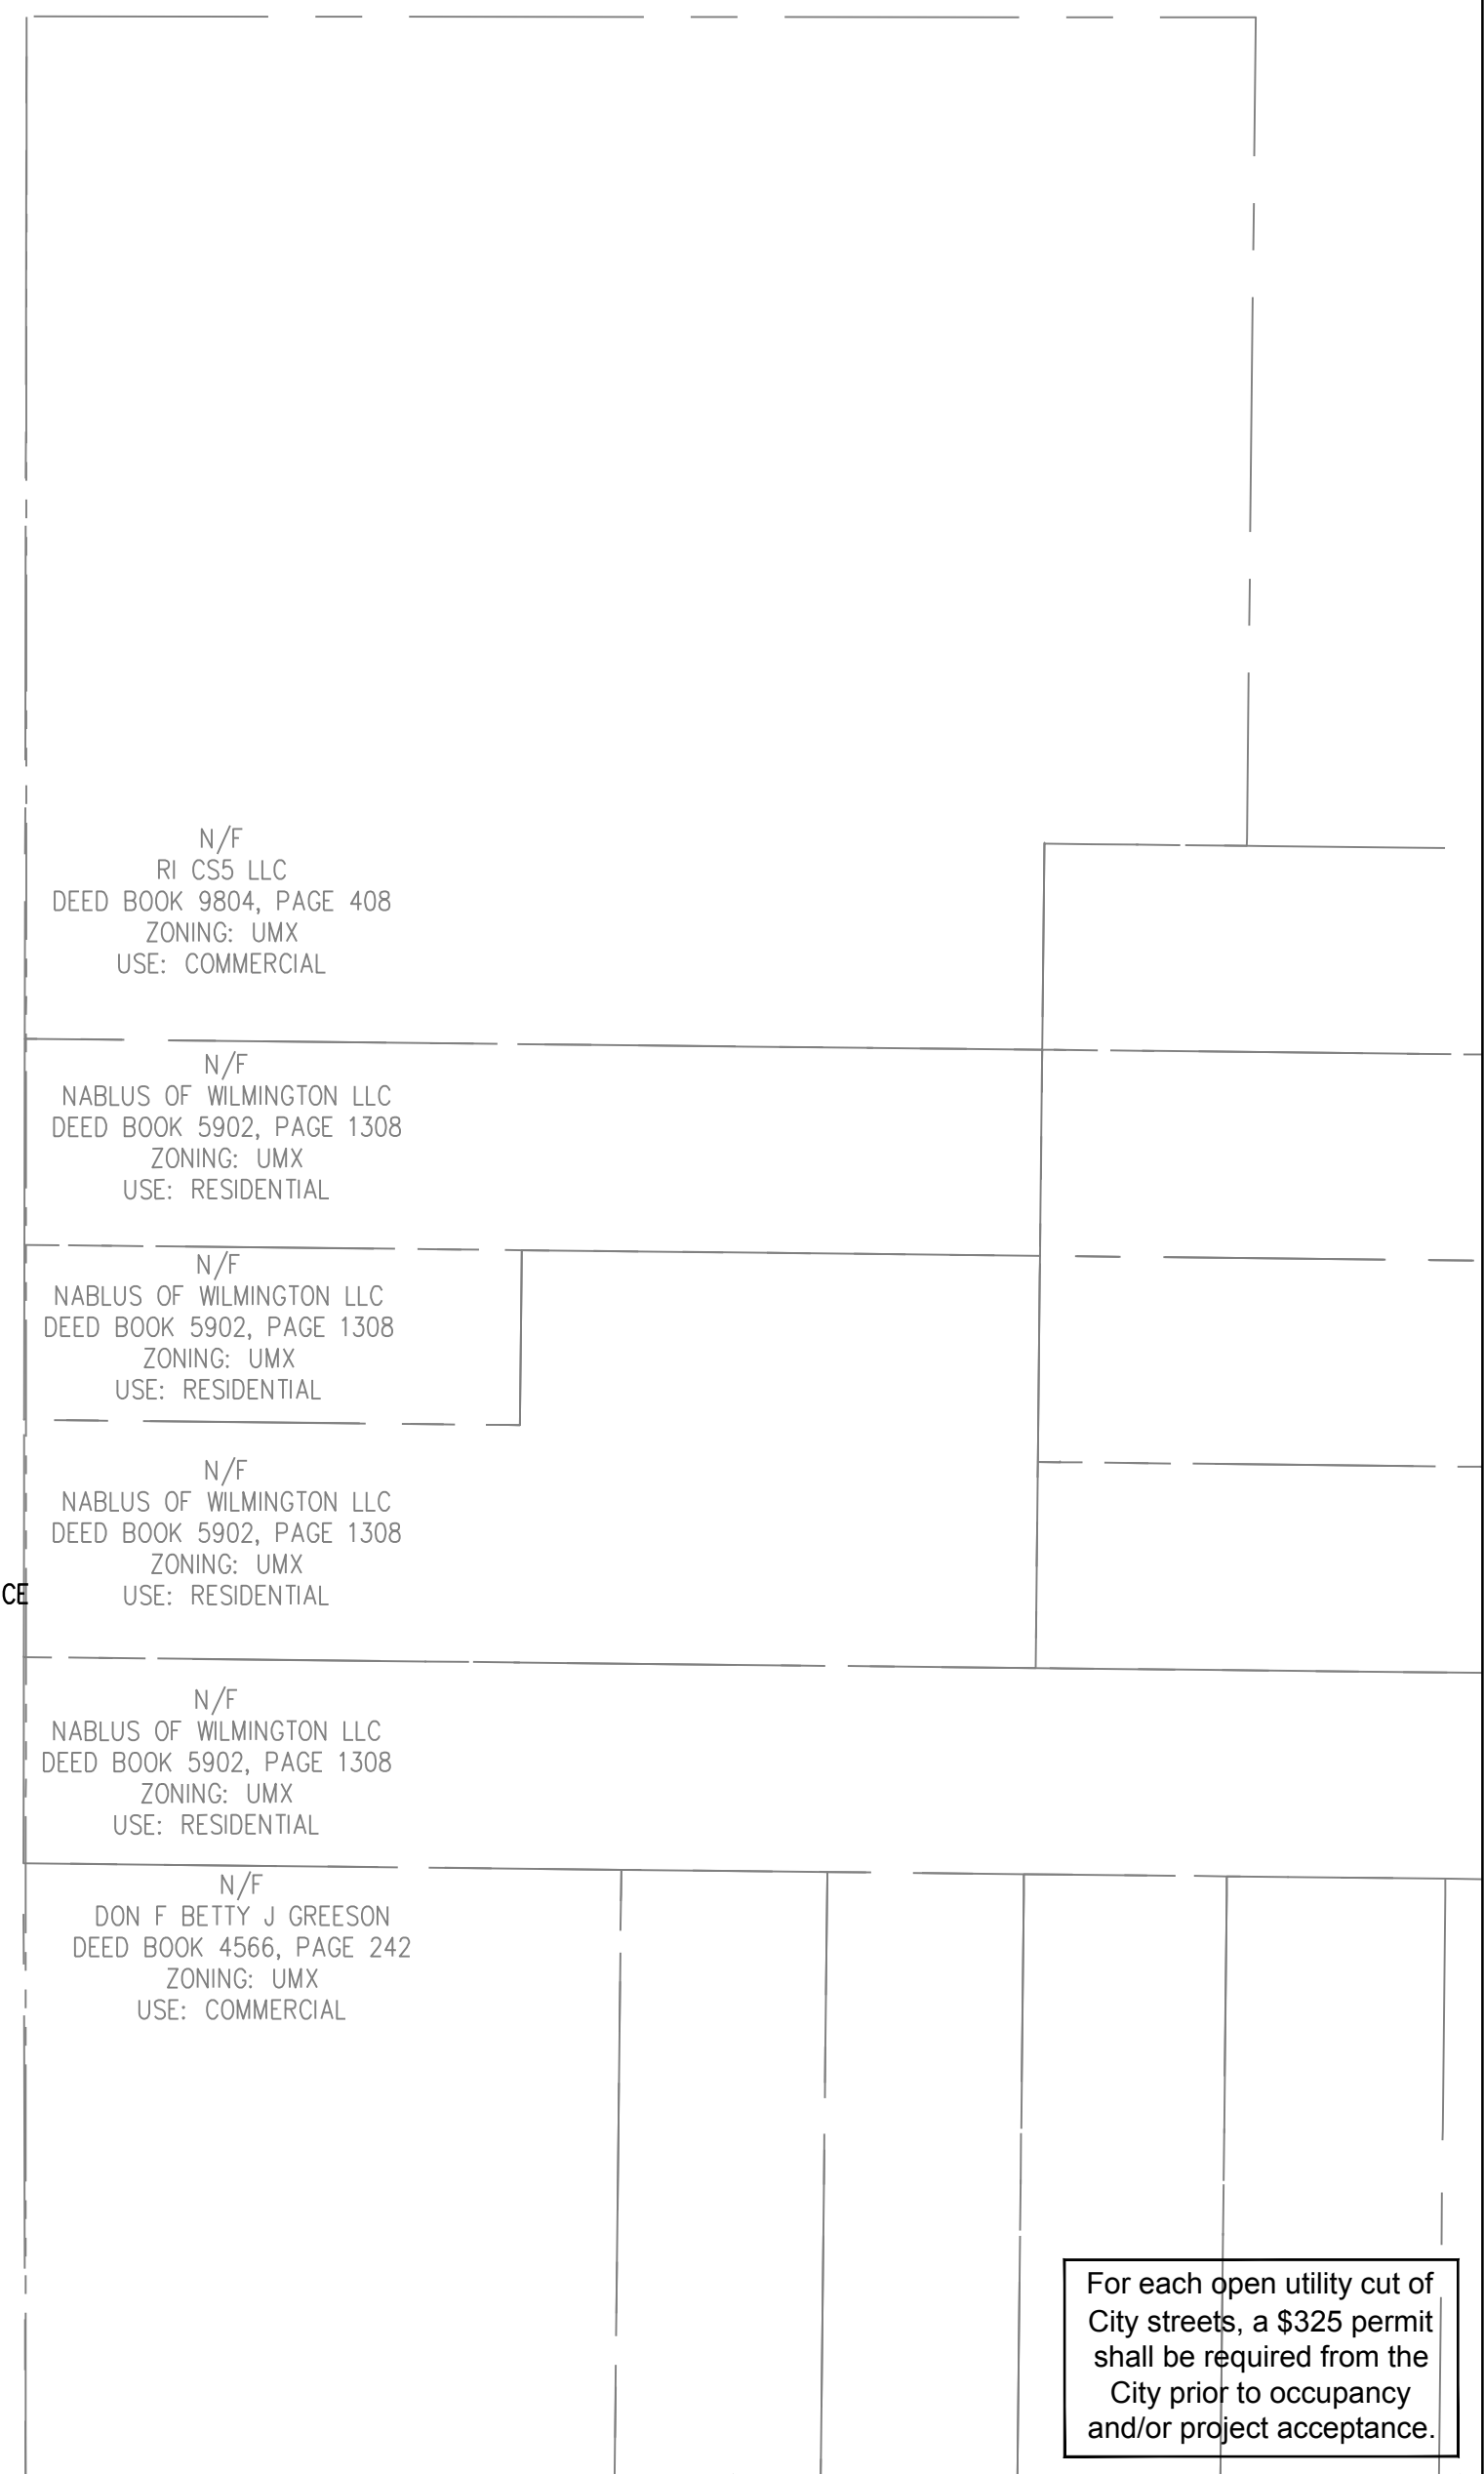 N/F
RI CS5 LLC
DEED BOOK 9804, PAGE 408
ZONING: UMX
USE: COMMERCIAL
N/F
NABLUS OF WILMINGTON LLC
DEED BOOK 5902, PAGE 1308
ZONING: UMX
USE: RESIDENTIAL
N/F
NABLUS OF WILMINGTON LLC
DEED BOOK 5902, PAGE 1308
ZONING: UMX
USE: RESIDENTIAL
N/F
NABLUS OF WILMINGTON LLC
DEED BOOK 5902, PAGE 1308
ZONING: UMX
CE
USE: RESIDENTIAL
N/F
NABLUS OF WILMINGTON LLC
DEED BOOK 5902, PAGE 1308
ZONING: UMX
USE: RESIDENTIAL
N/F
DON F BETTY J GREESON
DEED BOOK 4566, PAGE 242
ZONING: UMX
USE: COMMERCIAL
For each open utility cut of
City streets, a $325 permit
shall be required from the
City prior to occupancy
and/or project acceptance.